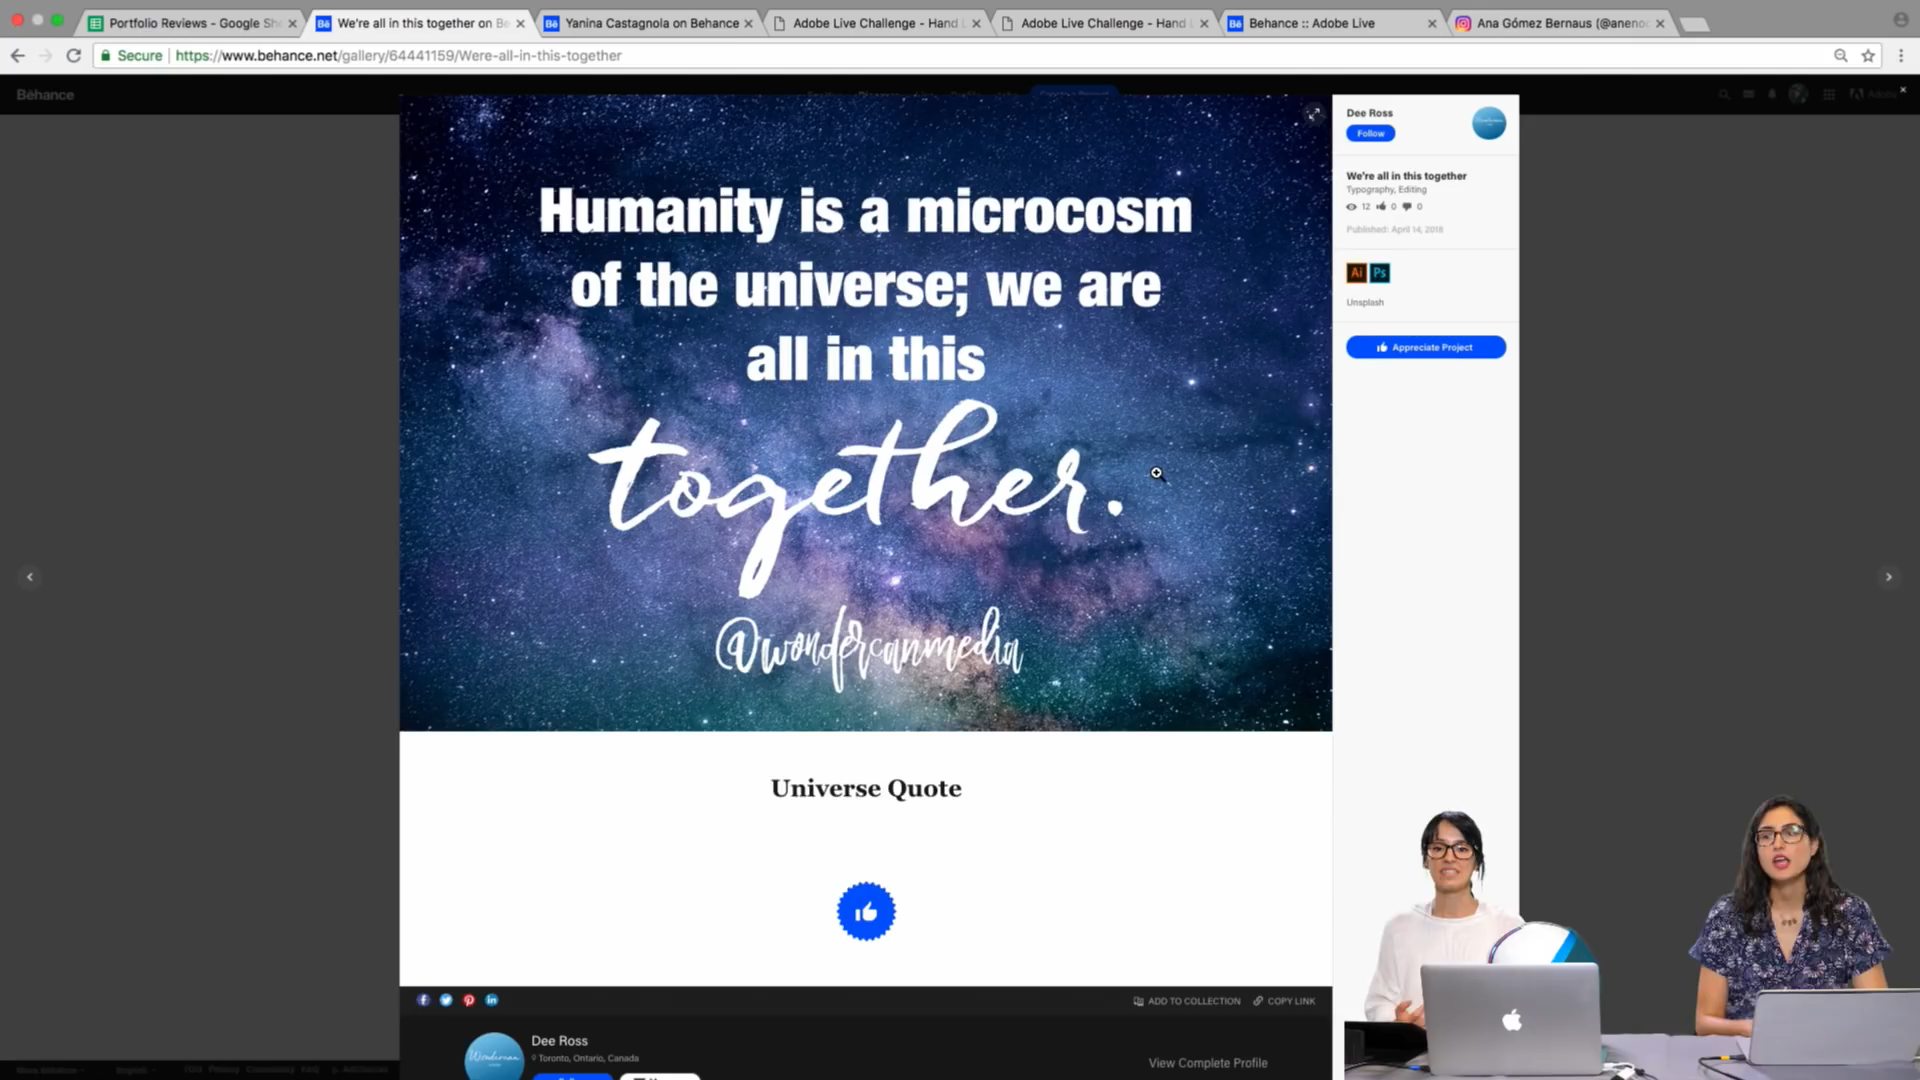 Portfolio Reviews - Google She
We're all in this together on Be
Bē Yanina Castagnola on Behance
Adobe Live Challenge - Hand L
Adobe Live Challenge - Hand L
Bē Behance :: Adobe Live
Ana Gómez Bernaus (@aneno
Secure https://www.behance.net/gallery/64441159/Were-all-in-this-together
Bēhance
Humanity is a microcosm
of the universe; we are
all in this
together.
@wondercanmedia
Dee Ross
Follow
We're all in this together
Typography, Editing
12 0 0
Published: April 14, 2018
Ai Ps
Unsplash
Appreciate Project
Universe Quote
ADD TO COLLECTION COPY LINK
Dee Ross
Toronto, Ontario, Canada
View Complete Profile